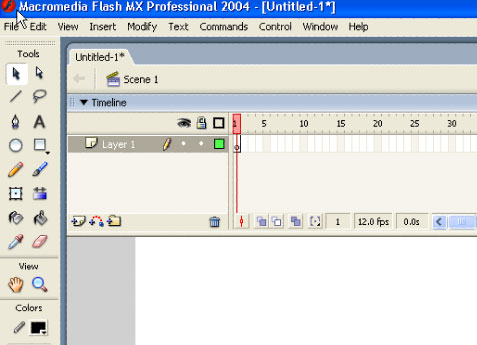 Macromedia Flash MX Professional 2004 - [Untitled-1*]
File Edit View Insert Modify Text Commands Control Window Help
Tools
Untitled-1*
Scene 1
Timeline
1 5 10 15 20 25 30
Layer 1
1 12.0 fps 0.0s
View
Colors